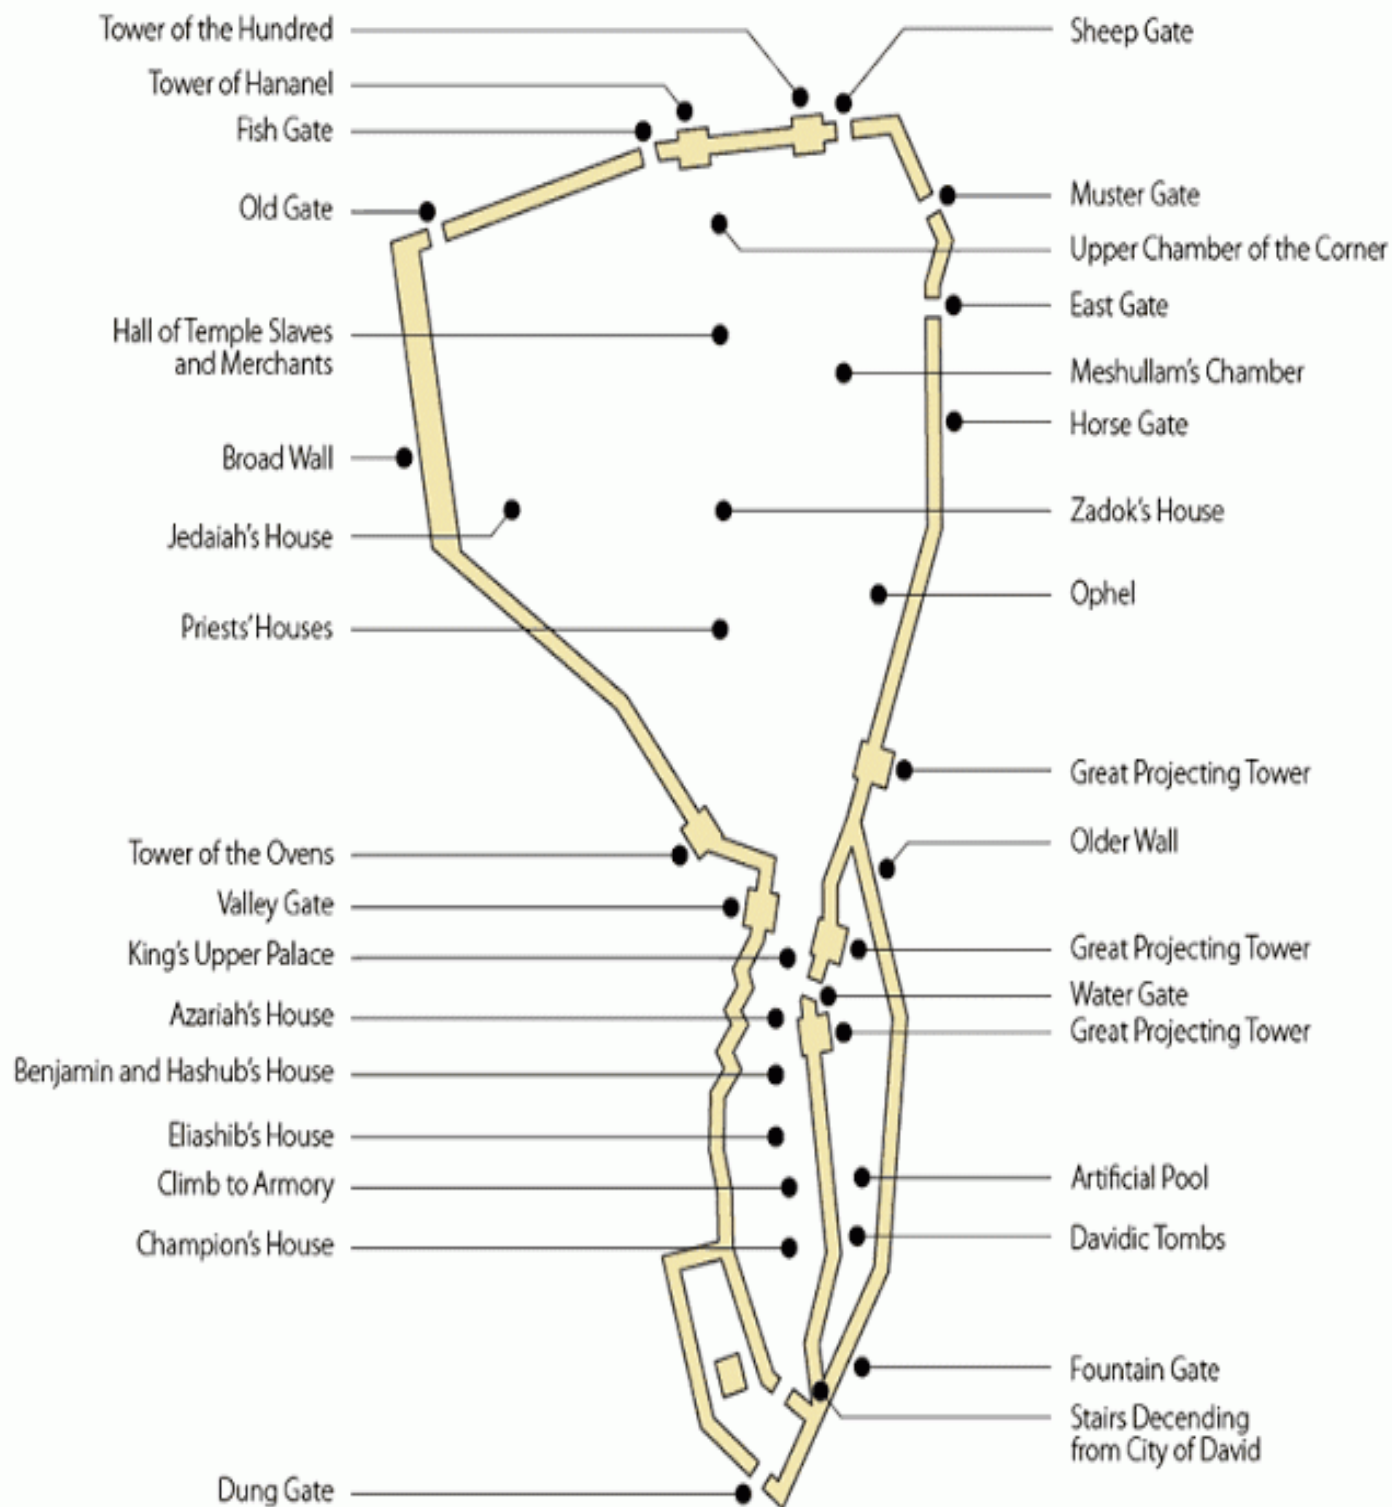 Tower of the Hundred
Tower of Hananel
Fish Gate
Old Gate
Hall of Temple Slaves
and Merchants
Broad Wall
Jedaiah's House
Priests' Houses
Tower of the Ovens
Valley Gate
King's Upper Palace
Azariah's House
Benjamin and Hashub's House
Eliashib's House
Climb to Armory
Champion's House
Dung Gate
Sheep Gate
Muster Gate
Upper Chamber of the Corner
East Gate
Meshullam's Chamber
Horse Gate
Zadok's House
Ophel
Great Projecting Tower
Older Wall
Great Projecting Tower
Water Gate
Great Projecting Tower
Artificial Pool
Davidic Tombs
Fountain Gate
Stairs Decending
from City of David